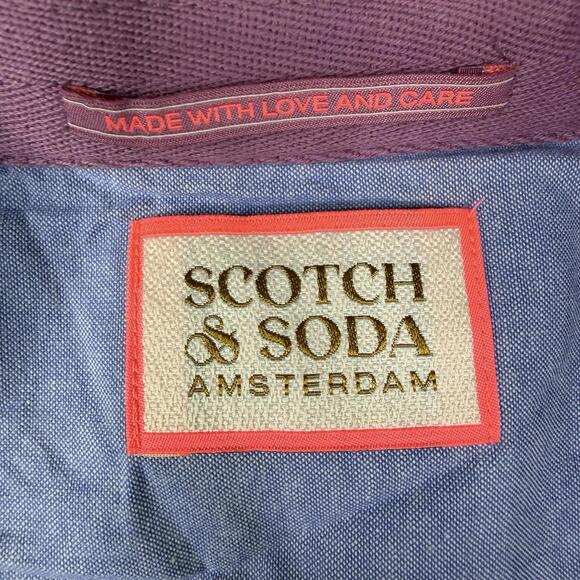 MADE WITH LOVE AND CARE
SCOTCH
& SODA
AMSTERDAM